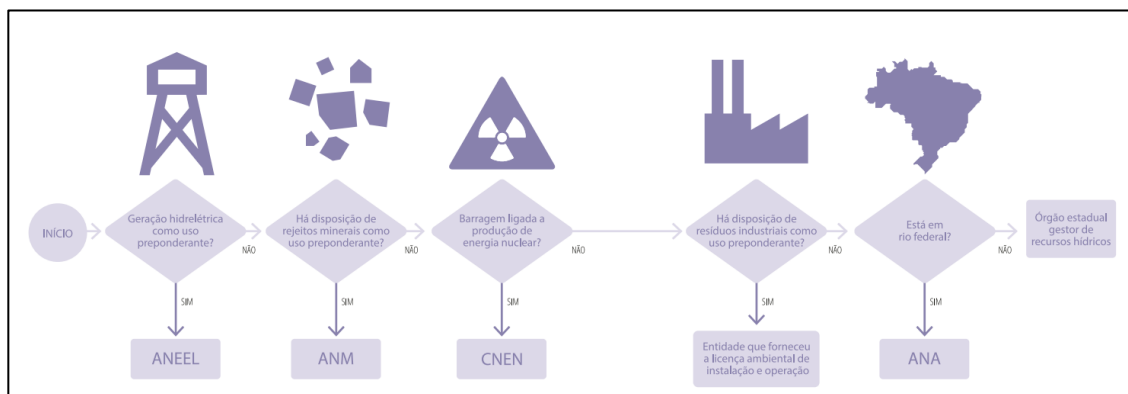 INÍCIO
Geração hidrelétrica
como uso
preponderante?
NÃO
SIM
ANEEL
Há disposição de
rejeitos minerais como
uso preponderante?
NÃO
SIM
ANM
Barragem ligada a
produção de
energia nuclear?
NÃO
SIM
CNEN
Há disposição de
resíduos industriais como
uso preponderante?
NÃO
SIM
Entidade que forneceu
a licença ambiental de
instalação e operação
Está em
rio federal?
NÃO
SIM
ANA
Órgão estadual
gestor de
recursos hídricos